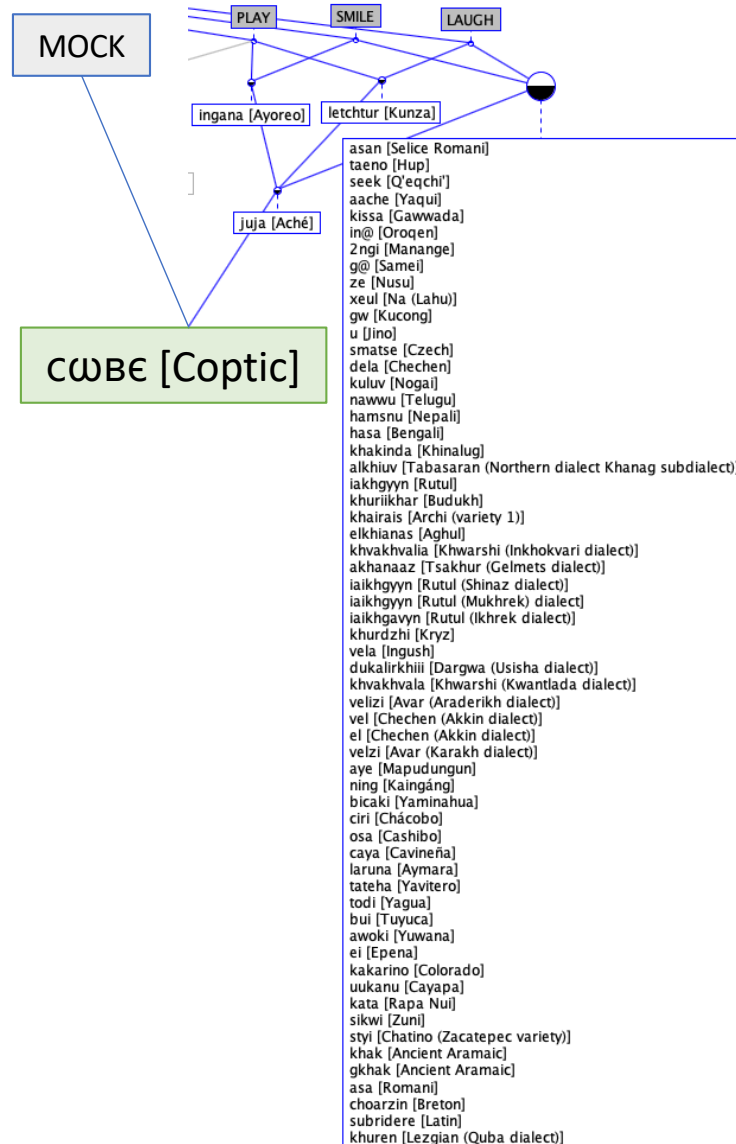 PLAY
SMILE
LAUGH
MOCK
ingana [Ayoreo]
letchtur [Kunza]
]
juja [Aché]
ⲥⲱⲃⲉ [Coptic]
asan [Selice Romani]
taeno [Hup]
seek [Q'eqchi']
aache [Yaqui]
kissa [Gawwada]
in@ [Oroqen]
2ngi [Manange]
g@ [Samei]
ze [Nusu]
xeul [Na (Lahu)]
gw [Kucong]
u [Jino]
smatse [Czech]
dela [Chechen]
kuluv [Nogai]
nawwu [Telugu]
hamsnu [Nepali]
hasa [Bengali]
khakinda [Khinalug]
alkhiuv [Tabasaran (Northern dialect Khanag subdialect)]
iakhgyyn [Rutul]
khuriikhar [Budukh]
khairais [Archi (variety 1)]
elkhianas [Aghul]
khvakhvalia [Khwarshi (Inkhokvari dialect)]
akhanaaz [Tsakhur (Gelmets dialect)]
iaikhgyyn [Rutul (Shinaz dialect)]
iaikhgyyn [Rutul (Mukhrek) dialect]
iaikhgavyn [Rutul (Ikhrek dialect)]
khurdzhi [Kryz]
vela [Ingush]
dukalirkhiii [Dargwa (Usisha dialect)]
khvakhvala [Khwarshi (Kwantlada dialect)]
velizi [Avar (Araderikh dialect)]
vel [Chechen (Akkin dialect)]
el [Chechen (Akkin dialect)]
velzi [Avar (Karakh dialect)]
aye [Mapudungun]
ning [Kaingáng]
bicaki [Yaminahua]
ciri [Chácobo]
osa [Cashibo]
caya [Cavineña]
laruna [Aymara]
tateha [Yavitero]
todi [Yagua]
bui [Tuyuca]
awoki [Yuwana]
ei [Epena]
kakarino [Colorado]
uukanu [Cayapa]
kata [Rapa Nui]
sikwi [Zuni]
styi [Chatino (Zacatepec variety)]
khak [Ancient Aramaic]
gkhak [Ancient Aramaic]
asa [Romani]
choarzin [Breton]
subridere [Latin]
khuren [Lezgian (Quba dialect)]